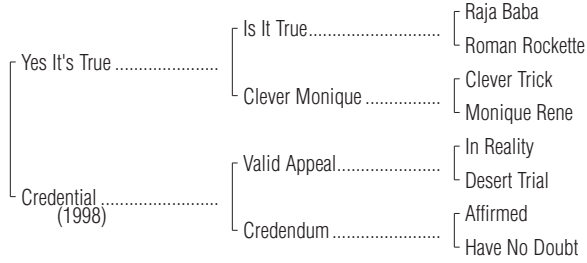 Raja Baba
Is It True
Roman Rockette
Yes It's True
Clever Trick
Clever Monique
Monique Rene
In Reality
Valid Appeal
Desert Trial
Credential
(1998)
Affirmed
Credendum
Have No Doubt